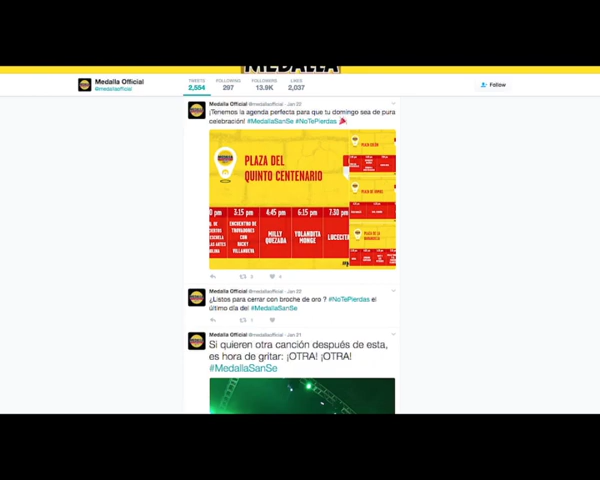 MEDALLA
Medalla Official
@medallaofficial
TWEETS
2,554
FOLLOWING
297
FOLLOWERS
13.9K
LIKES
2,037
Follow
Medalla Official @medallaofficial · Jan 22
¡Tenemos la agenda perfecta para que tu domingo sea de pura
celebración! #MedallaSanSe #NoTePierdas
PLAZA DEL
QUINTO CENTENARIO
3:15 pm
ENCUENTRO DE
TROVADORES
CON
RICKY
VILLANUEVA
4:45 pm
MILLY
QUEZADA
6:15 pm
YOLANDITA
MONGE
7:30 pm
PLAZA COLÓN
Medalla Official @medallaofficial · Jan 22
¿Listos para cerrar con broche de oro ? #NoTePierdas el
último día del #MedallaSanSe
Medalla Official @medallaofficial · Jan 21
Si quieren otra canción después de esta,
es hora de gritar: ¡OTRA! ¡OTRA!
#MedallaSanSe